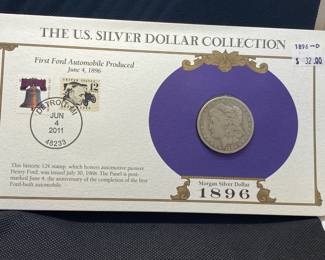 THE U.S. SILVER DOLLAR COLLECTION
1896-O
$ 32.00
First Ford Automobile Produced
June 4, 1896
12
DETROIT MI
JUN
4
2011
48233
This historic 12¢ stamp, which honors automotive pioneer
Henry Ford, was issued July 30, 1968. The Panel is post-
marked June 4, the anniversary of the completion of the first
Ford-built automobile.
Morgan Silver Dollar
1896